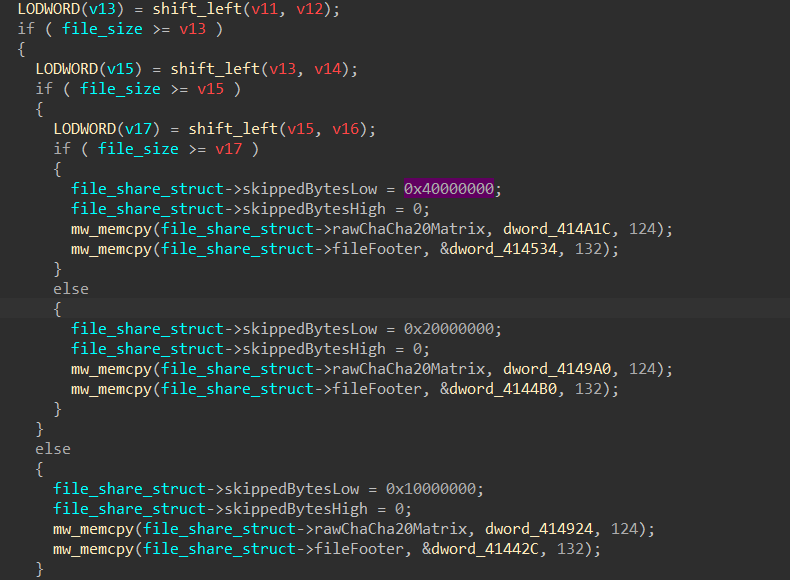 LODWORD(v13) = shift_left(v11, v12);
if ( file_size >= v13 )
{
LODWORD(v15) = shift_left(v13, v14);
if ( file_size >= v15 )
{
LODWORD(v17) = shift_left(v15, v16);
if ( file_size >= v17 )
{
file_share_struct->skippedBytesLow = 0x40000000;
file_share_struct->skippedBytesHigh = 0;
mw_memcpy(file_share_struct->rawChaCha20Matrix, dword_414A1C, 124);
mw_memcpy(file_share_struct->fileFooter, &dword_414534, 132);
}
else
{
file_share_struct->skippedBytesLow = 0x20000000;
file_share_struct->skippedBytesHigh = 0;
mw_memcpy(file_share_struct->rawChaCha20Matrix, dword_4149A0, 124);
mw_memcpy(file_share_struct->fileFooter, &dword_4144B0, 132);
}
}
else
{
file_share_struct->skippedBytesLow = 0x10000000;
file_share_struct->skippedBytesHigh = 0;
mw_memcpy(file_share_struct->rawChaCha20Matrix, dword_414924, 124);
mw_memcpy(file_share_struct->fileFooter, &dword_41442C, 132);
}